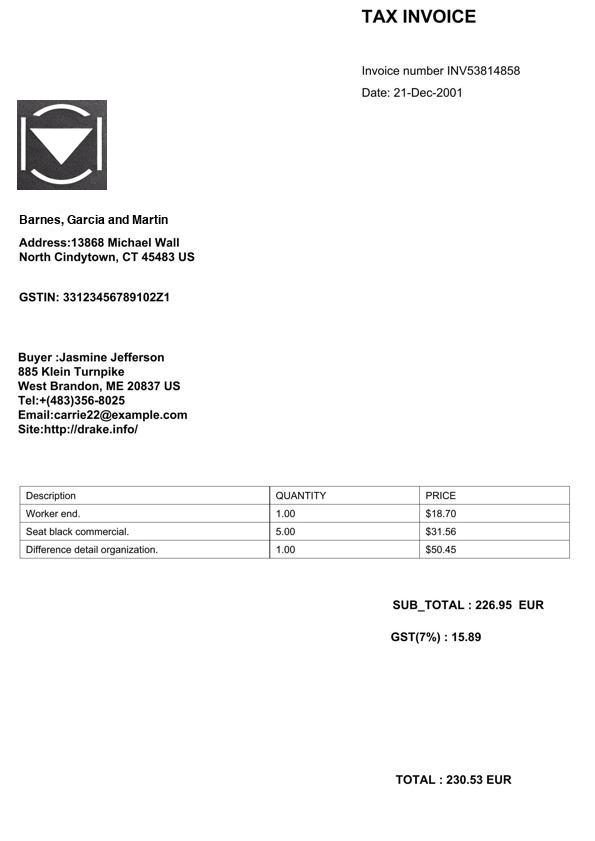 TAX INVOICE
Invoice number INV53814858
Date: 21-Dec-2001
Barnes, Garcia and Martin
Address:13868 Michael Wall
North Cindytown, CT 45483 US
GSTIN: 33123456789102Z1
Buyer :Jasmine Jefferson
885 Klein Turnpike
West Brandon, ME 20837 US
Tel:+(483)356-8025
Email:carrie22@example.com
Site:http://drake.info/
Description QUANTITY PRICE
Worker end. 1.00 $18.70
Seat black commercial. 5.00 $31.56
Difference detail organization. 1.00 $50.45
SUB_TOTAL : 226.95 EUR
GST(7%) : 15.89
TOTAL : 230.53 EUR